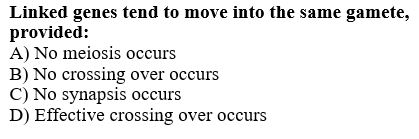 Linked genes tend to move into the same gamete,
provided:
A) No meiosis occurs
B) No crossing over occurs
C) No synapsis occurs
D) Effective crossing over occurs